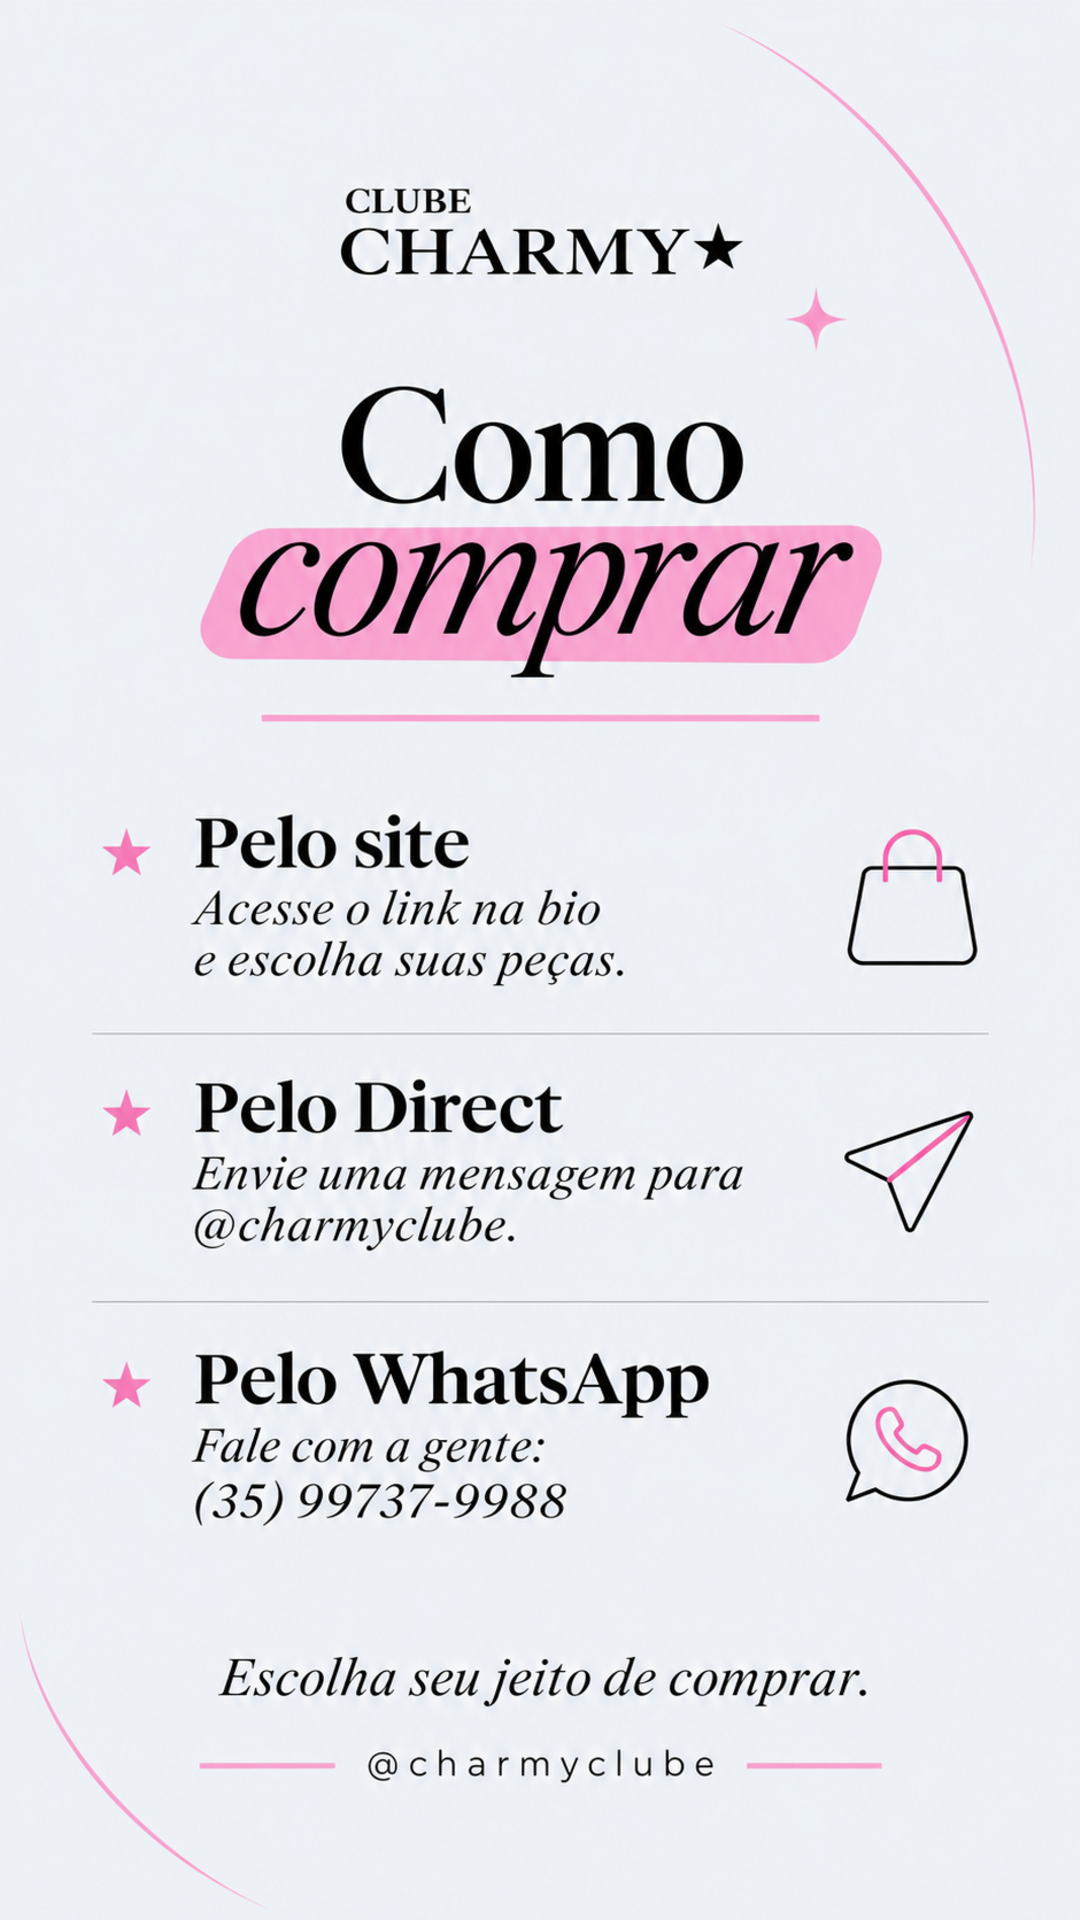 CLUBE
CHARMY★
Como
comprar
Pelo site
Acesse o link na bio
e escolha suas peças.
Pelo Direct
Envie uma mensagem para
@charmyclube.
Pelo WhatsApp
Fale com a gente:
(35) 99737-9988
Escolha seu jeito de comprar.
@charmyclube